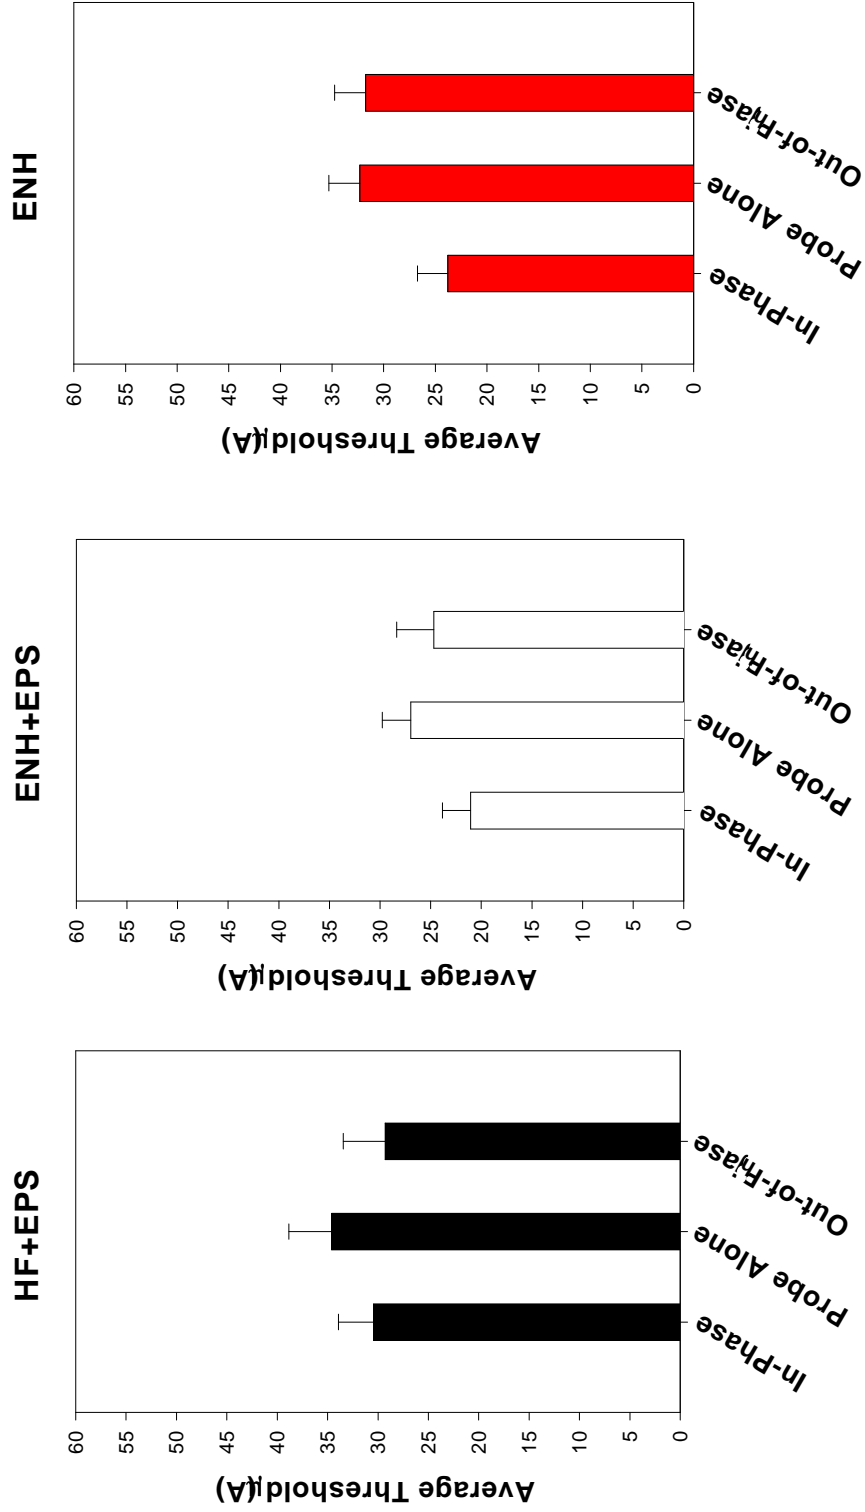 HF+EPS
Average Threshold (μA)
60
55
50
45
40
35
30
25
20
15
10
5
0
In-Phase
Probe Alone
Out-of-Phase
ENH+EPS
Average Threshold (μA)
60
55
50
45
40
35
30
25
20
15
10
5
0
In-Phase
Probe Alone
Out-of-Phase
ENH
Average Threshold (μA)
60
55
50
45
40
35
30
25
20
15
10
5
0
In-Phase
Probe Alone
Out-of-Phase